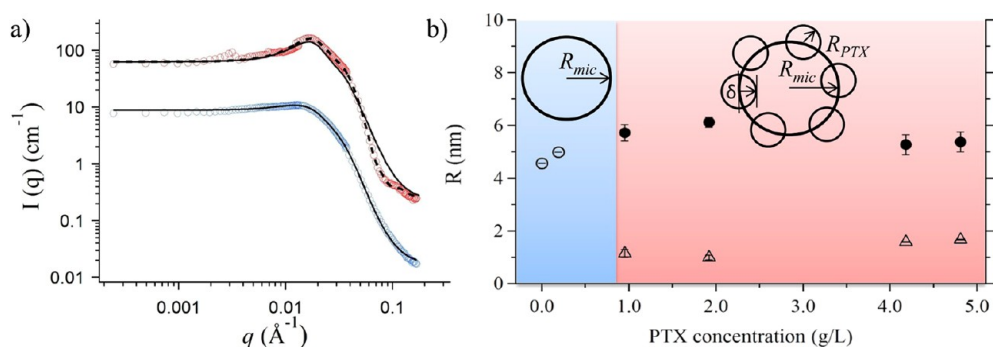 a)
100
10
1
0.1
0.01
I (q) (cm⁻¹)
0.001
0.01
0.1
q (Å⁻¹)
b)
10
8
6
4
2
0
R (nm)
R_mic
R_PTX
R_mic
δ
0.0
1.0
2.0
3.0
4.0
5.0
PTX concentration (g/L)